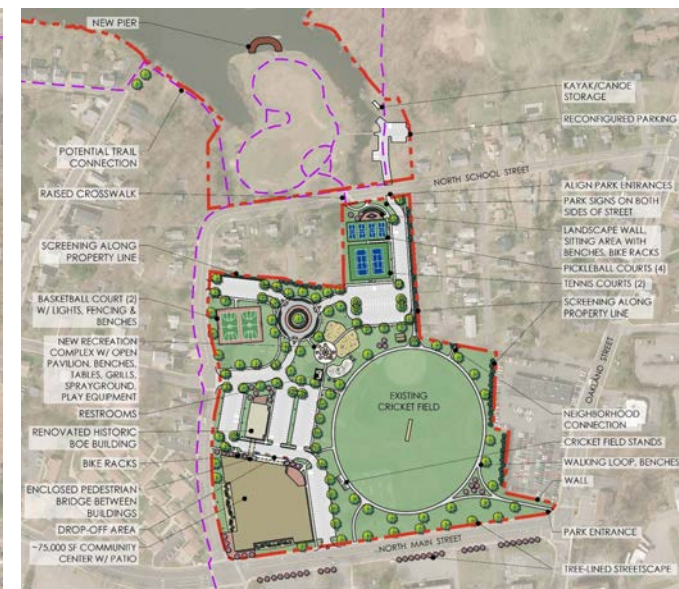 NEW PIER
POTENTIAL TRAIL
CONNECTION
RAISED CROSSWALK
SCREENING ALONG
PROPERTY LINE
BASKETBALL COURT (2)
W/ LIGHTS, FENCING &
BENCHES
NEW RECREATION
COMPLEX W/ OPEN
PAVILION, BENCHES,
TABLES, GRILLS,
SPRAYGROUND,
PLAY EQUIPMENT
RESTROOMS
RENOVATED HISTORIC
BOE BUILDING
BIKE RACKS
ENCLOSED PEDESTRIAN
BRIDGE BETWEEN
BUILDINGS
DROP-OFF AREA
~75,000 SF COMMUNITY
CENTER W/ PATIO
EXISTING
CRICKET FIELD
NORTH MAIN STREET
NORTH SCHOOL STREET
OAKLAND STREET
KAYAK/CANOE
STORAGE
RECONFIGURED PARKING
ALIGN PARK ENTRANCES
PARK SIGNS ON BOTH
SIDES OF STREET
LANDSCAPE WALL,
SITTING AREA WITH
BENCHES, BIKE RACKS
PICKLEBALL COURTS (4)
TENNIS COURTS (2)
SCREENING ALONG
PROPERTY LINE
NEIGHBORHOOD
CONNECTION
CRICKET FIELD STANDS
WALKING LOOP, BENCHES
WALL
PARK ENTRANCE
TREE-LINED STREETSCAPE